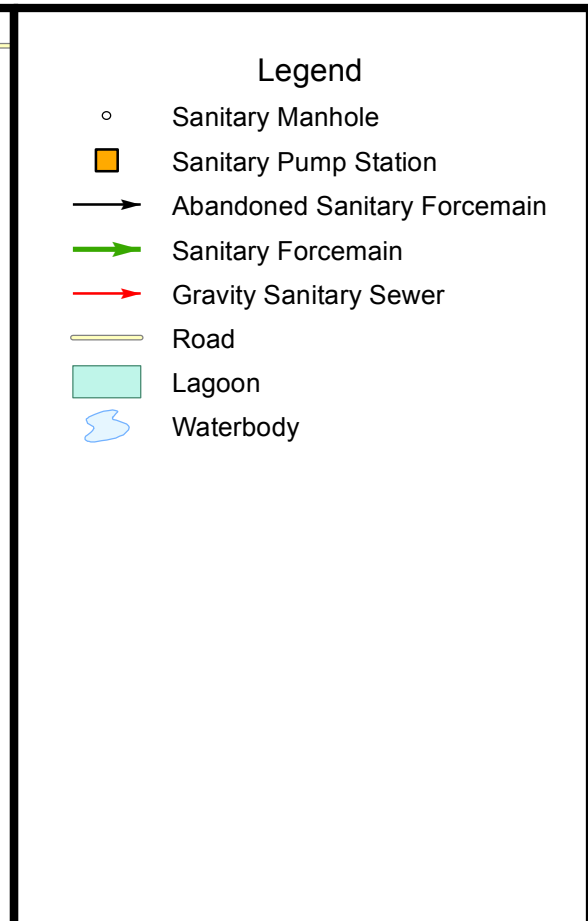 Legend
Sanitary Manhole
Sanitary Pump Station
Abandoned Sanitary Forcemain
Sanitary Forcemain
Gravity Sanitary Sewer
Road
Lagoon
Waterbody